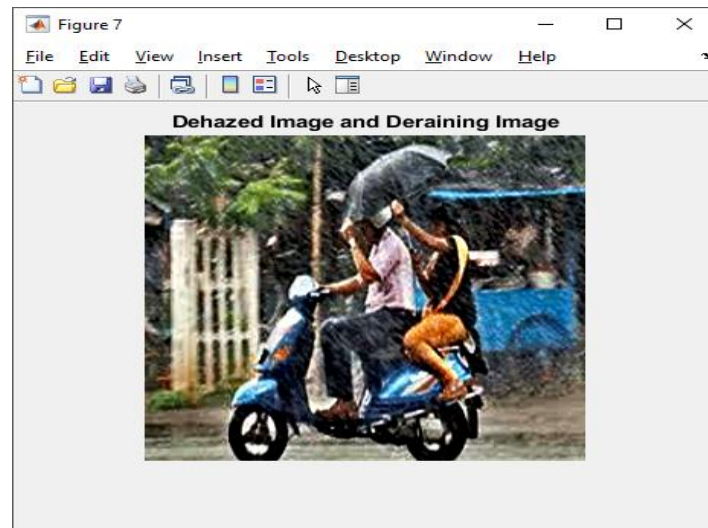 Figure 7
File Edit View Insert Tools Desktop Window Help
Dehazed Image and Deraining Image